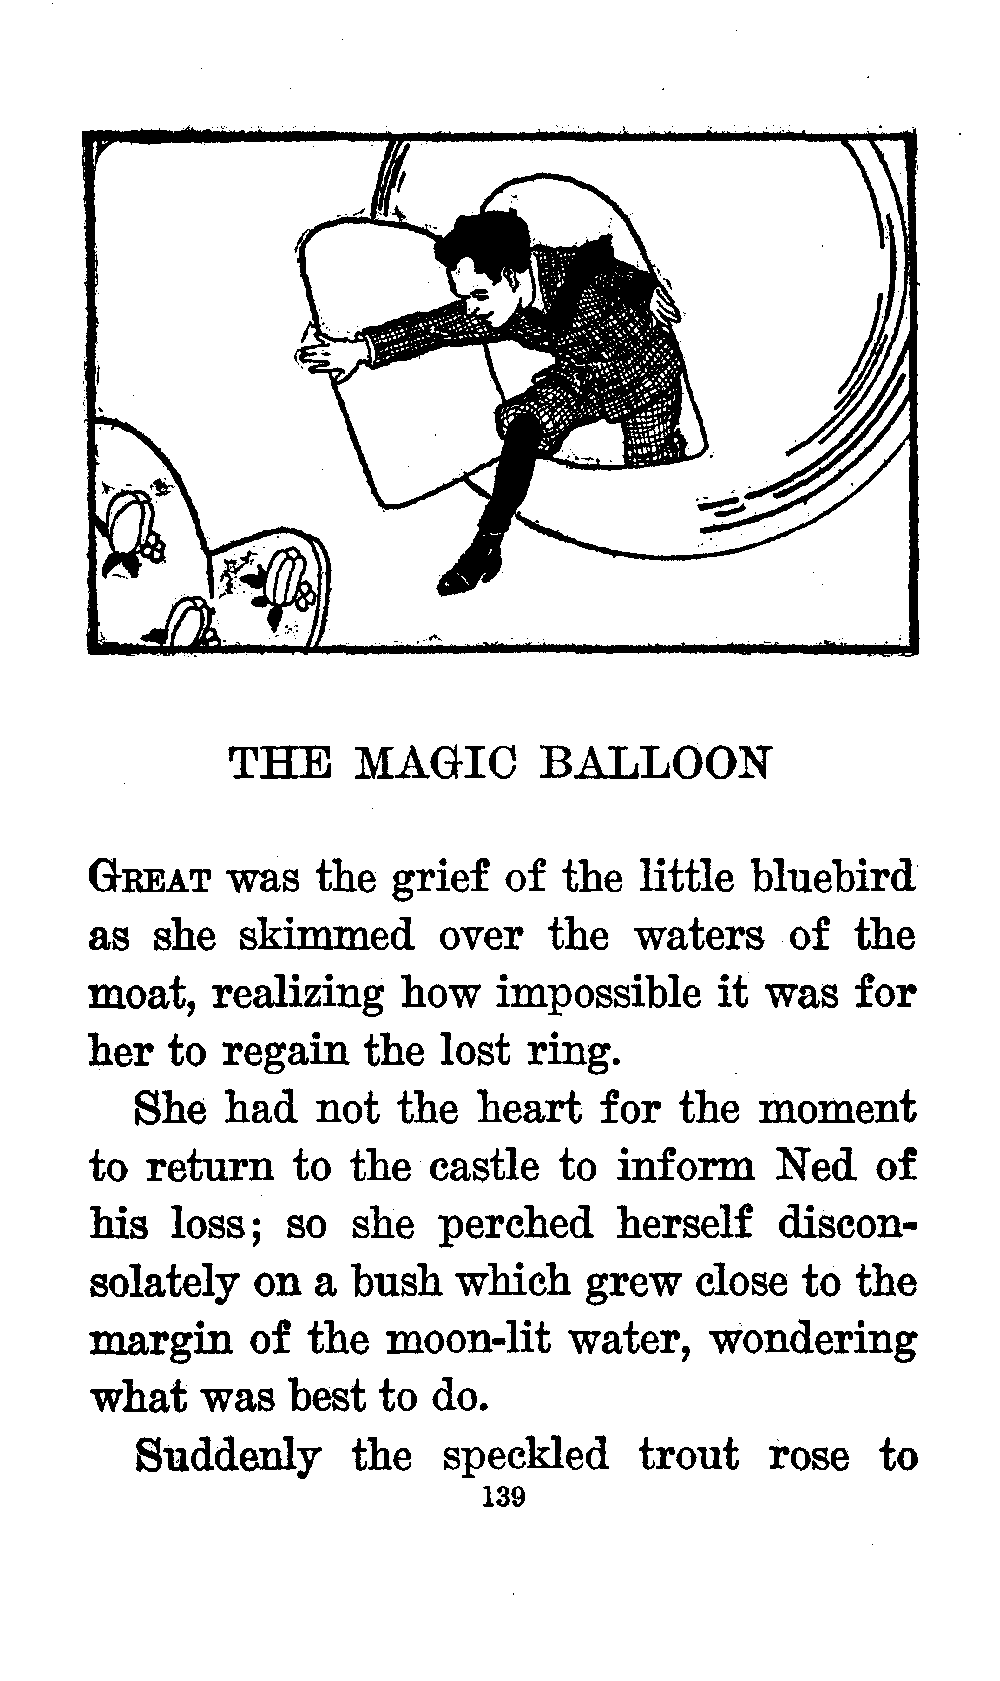 THE MAGIC BALLOON
GREAT was the grief of the little bluebird
as she skimmed over the waters of the
moat, realizing how impossible it was for
her to regain the lost ring.
She had not the heart for the moment
to return to the castle to inform Ned of
his loss; so she perched herself discon-
solately on a bush which grew close to the
margin of the moon-lit water, wondering
what was best to do.
Suddenly the speckled trout rose to
139